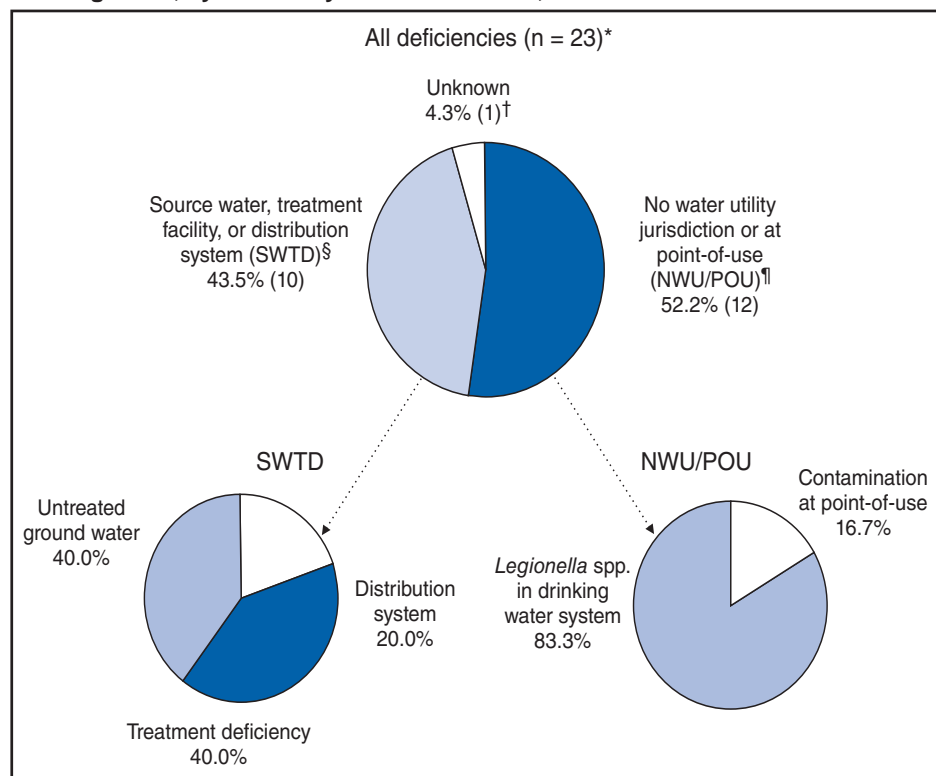 All deficiencies (n = 23)*
Unknown
4.3% (1)†
Source water, treatment
facility, or distribution
system (SWTD)§
43.5% (10)
No water utility
jurisdiction or at
point-of-use
(NWU/POU)¶
52.2% (12)
SWTD
NWU/POU
Untreated
ground water
40.0%
Distribution
system
20.0%
Treatment deficiency
40.0%
Legionella spp.
in drinking
water system
83.3%
Contamination
at point-of-use
16.7%